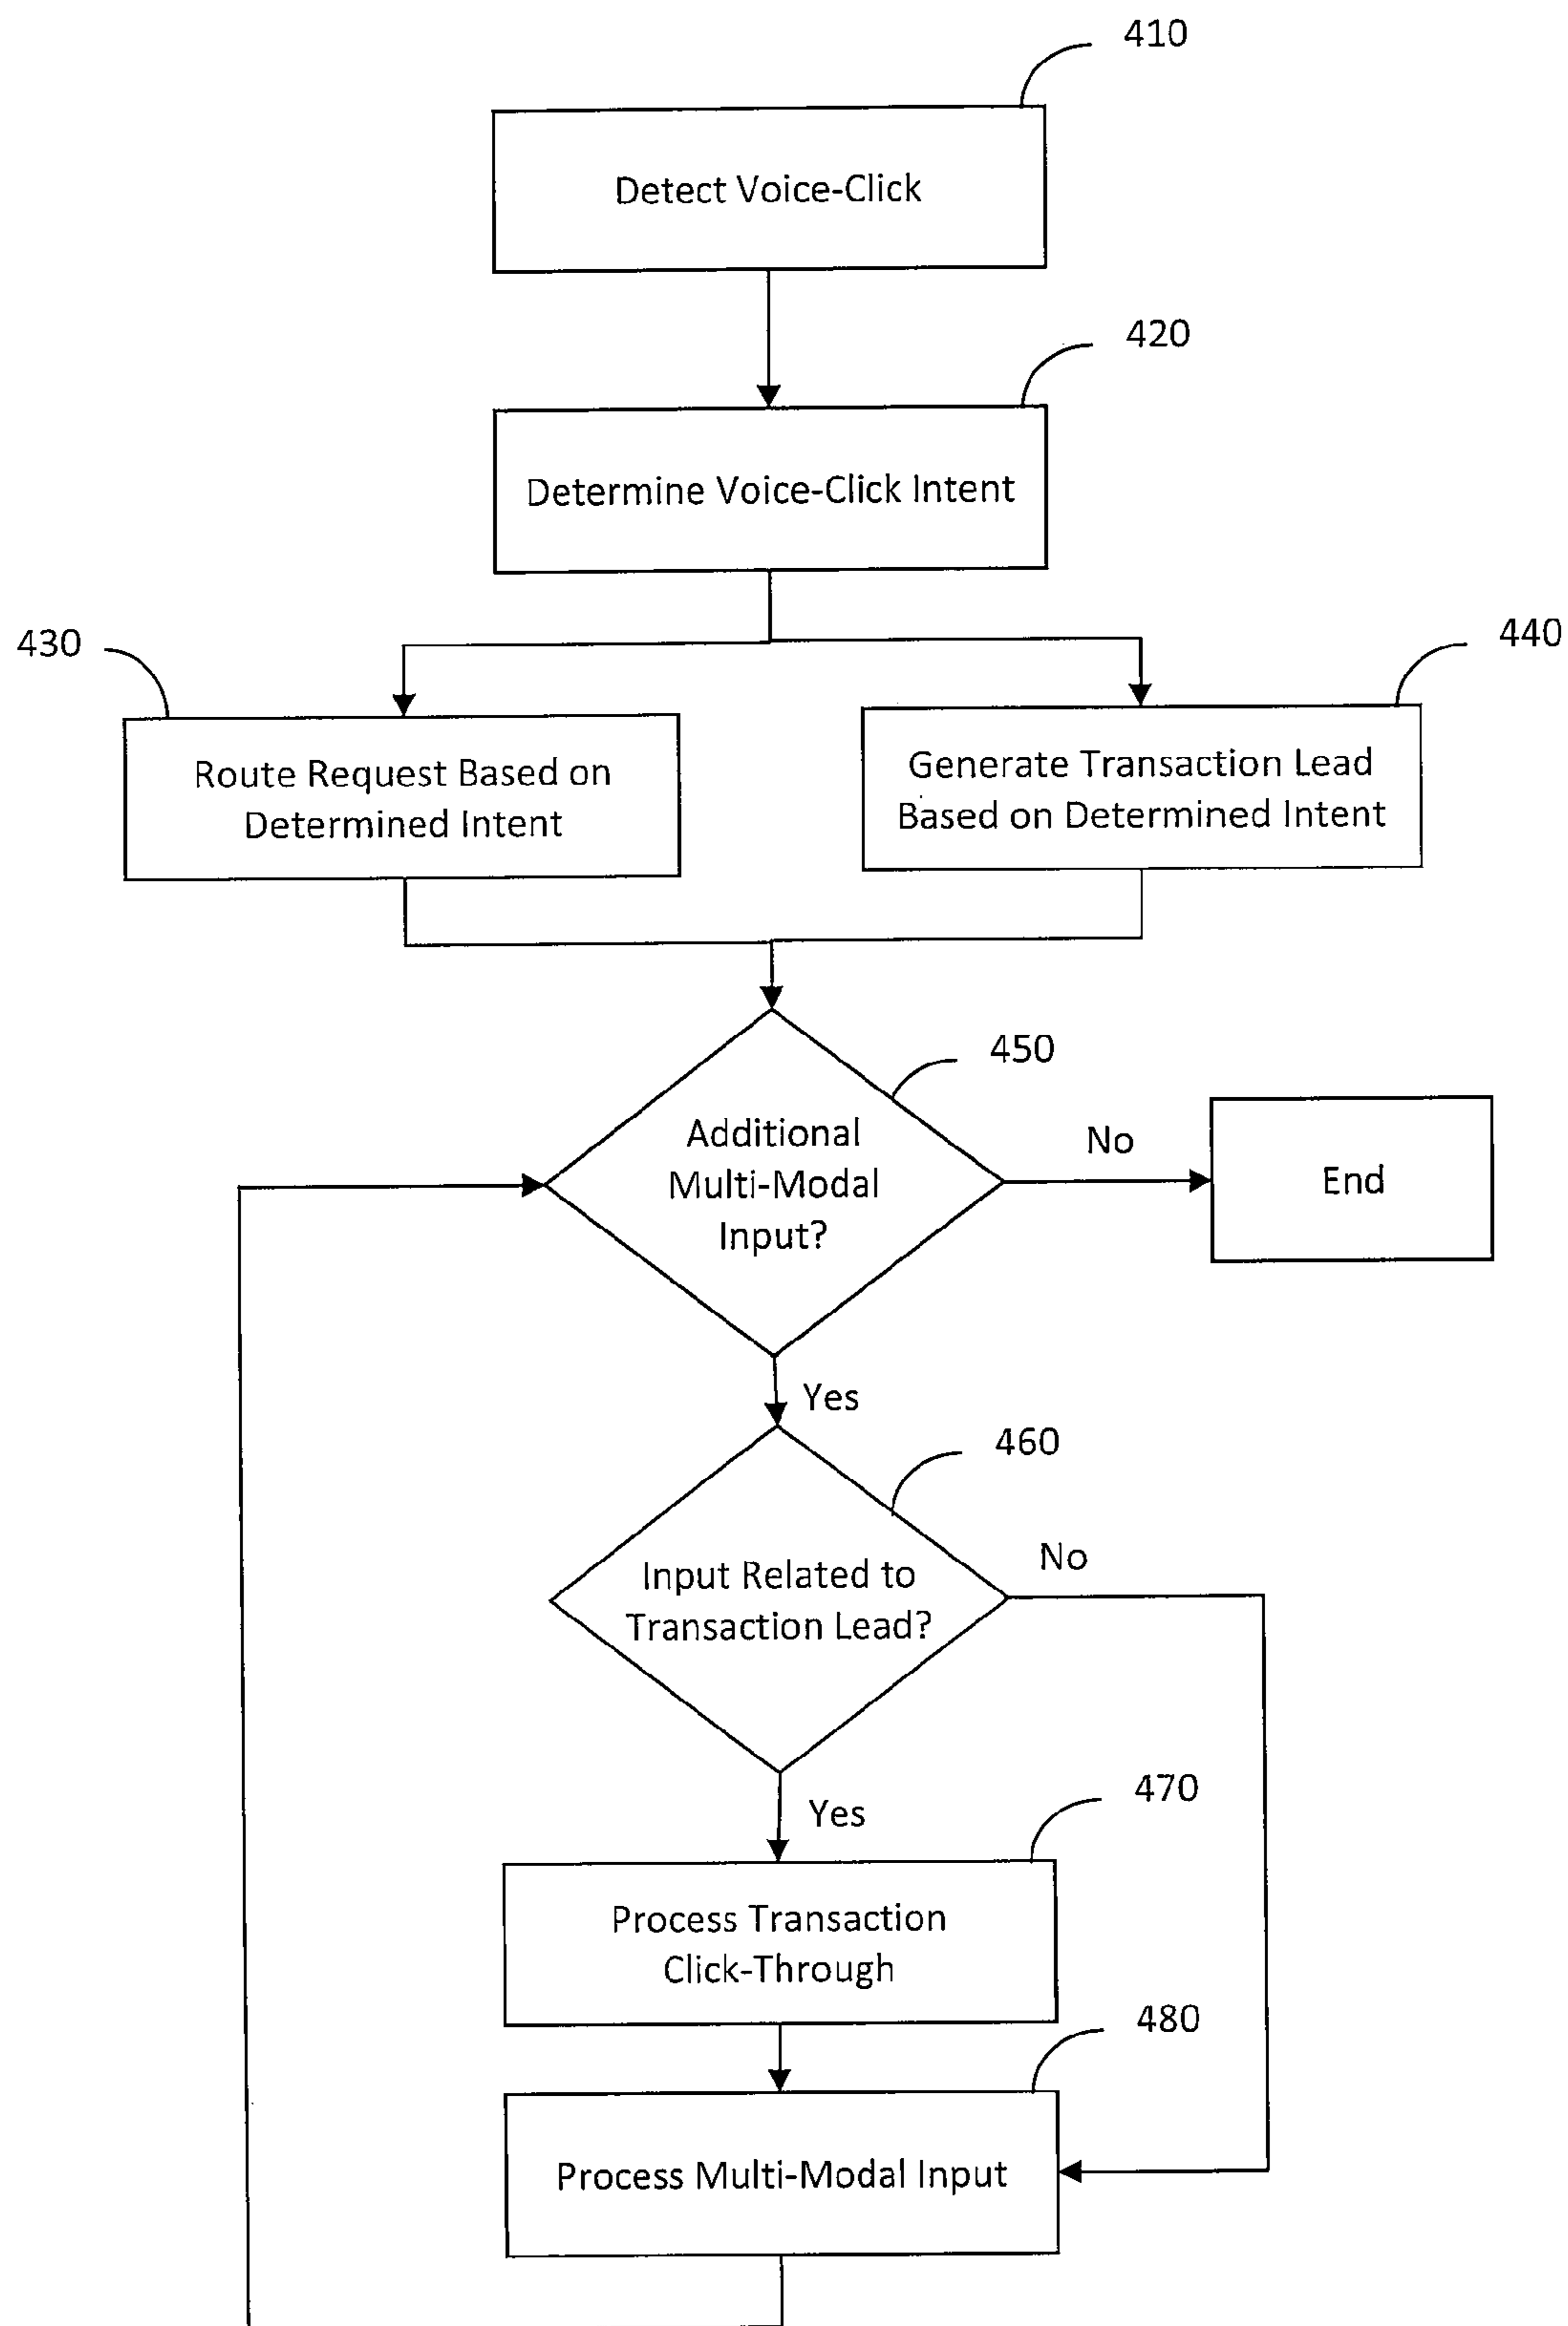 410
Detect Voice-Click
420
Determine Voice-Click Intent
430
440
Route Request Based on
Determined Intent
Generate Transaction Lead
Based on Determined Intent
450
Additional
Multi-Modal
Input?
No
End
Yes
460
Input Related to
Transaction Lead?
No
Yes
470
Process Transaction
Click-Through
480
Process Multi-Modal Input